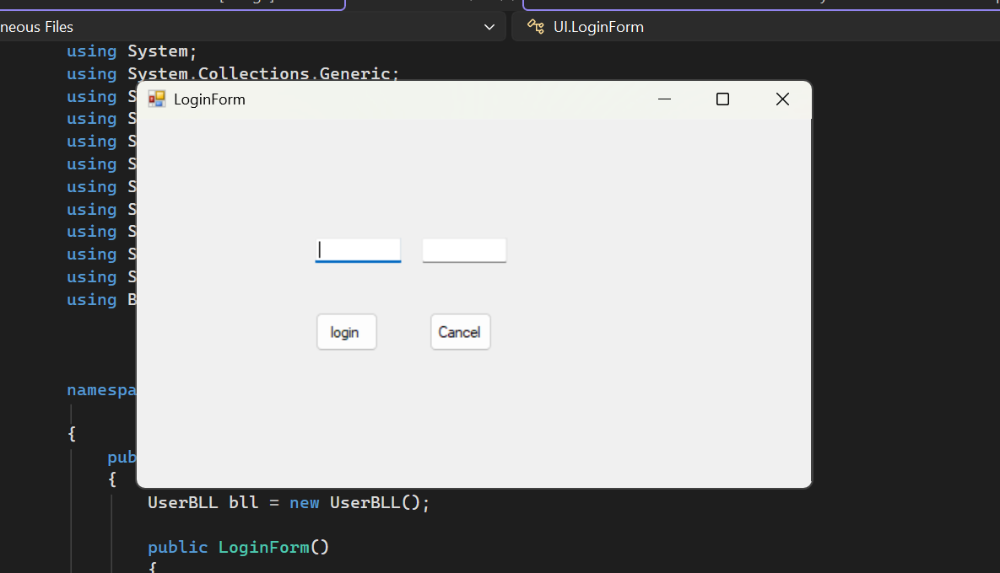 neous Files
UI.LoginForm
using System;
using System.Collections.Generic;
LoginForm
using S
using S
using S
using S
using S
using S
using S
using S
using S
using B
login
Cancel
namespa
{
pub
{
UserBLL bll = new UserBLL();
public LoginForm()
{